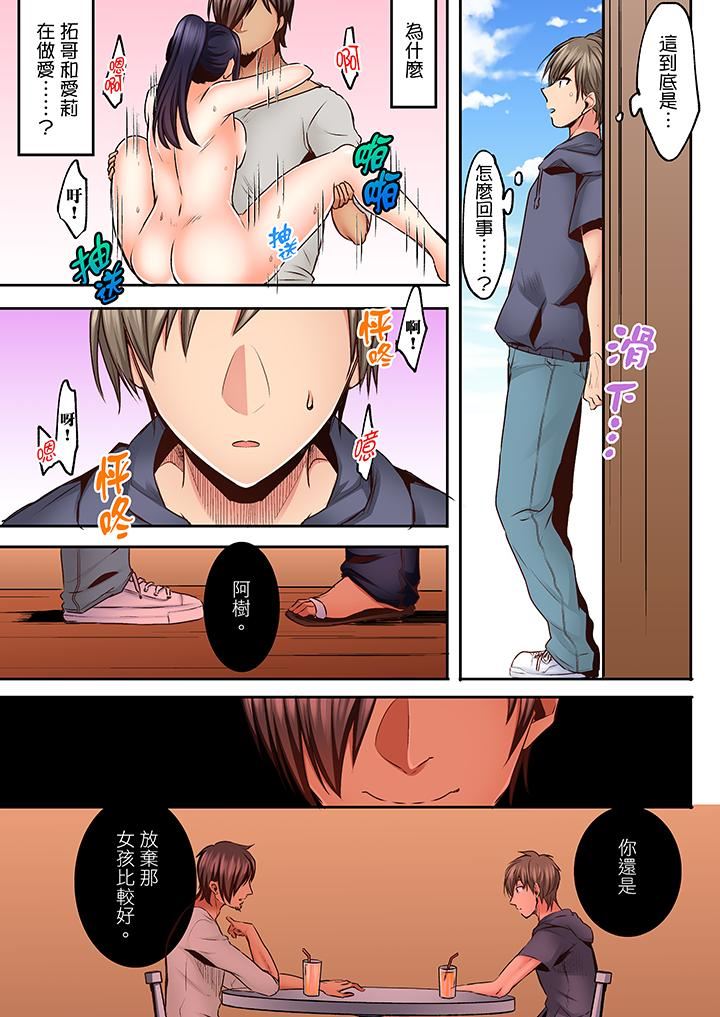 這到底是…
怎麼回事……？
滑下…
為什麼
拓哥和愛莉
在做愛……？
啊
嗯啊
啪啪
吁！
抽送
抽送
啊！
怦咚
呀！
嗯
噫
怦咚
阿樹。
你還是
放棄那
女孩比較好。